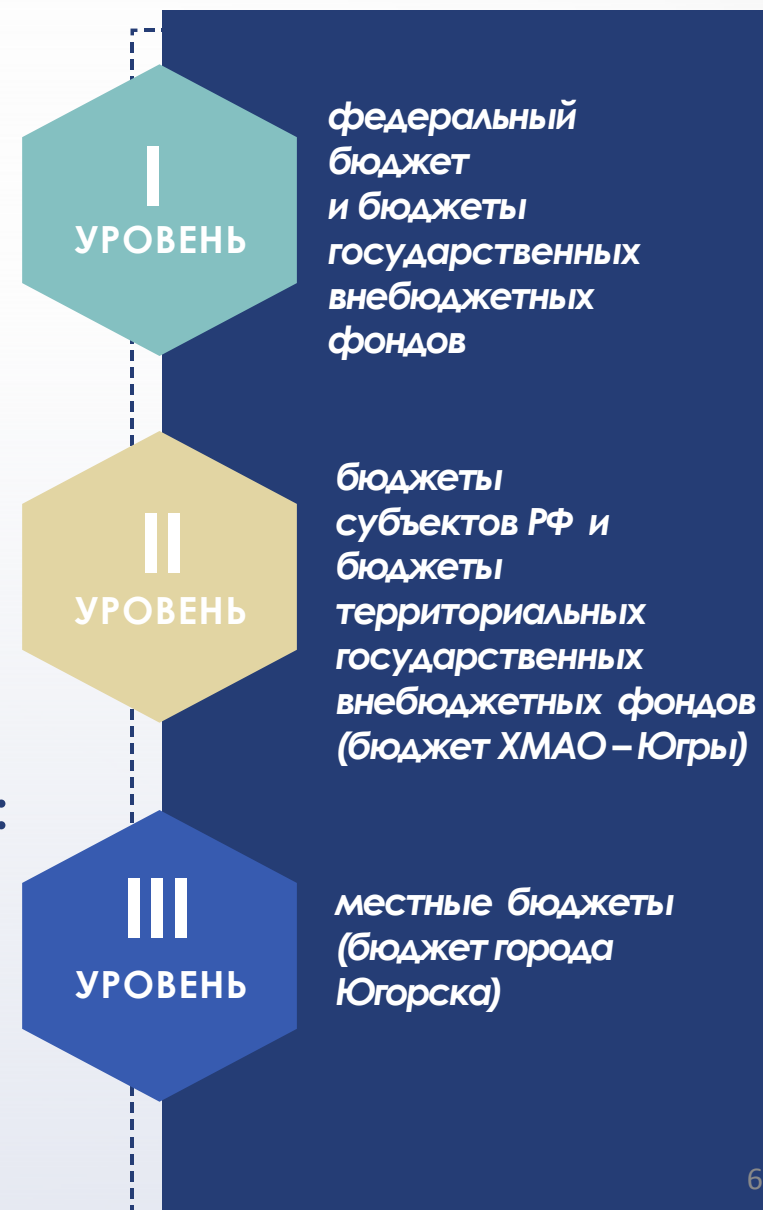 I
УРОВЕНЬ
федеральный
бюджет
и бюджеты
государственных
внебюджетных
фондов
II
УРОВЕНЬ
бюджеты
субъектов РФ и
бюджеты
территориальных
государственных
внебюджетных фондов
(бюджет ХМАО – Югры)
:
III
УРОВЕНЬ
местные бюджеты
(бюджет города
Югорска)
6